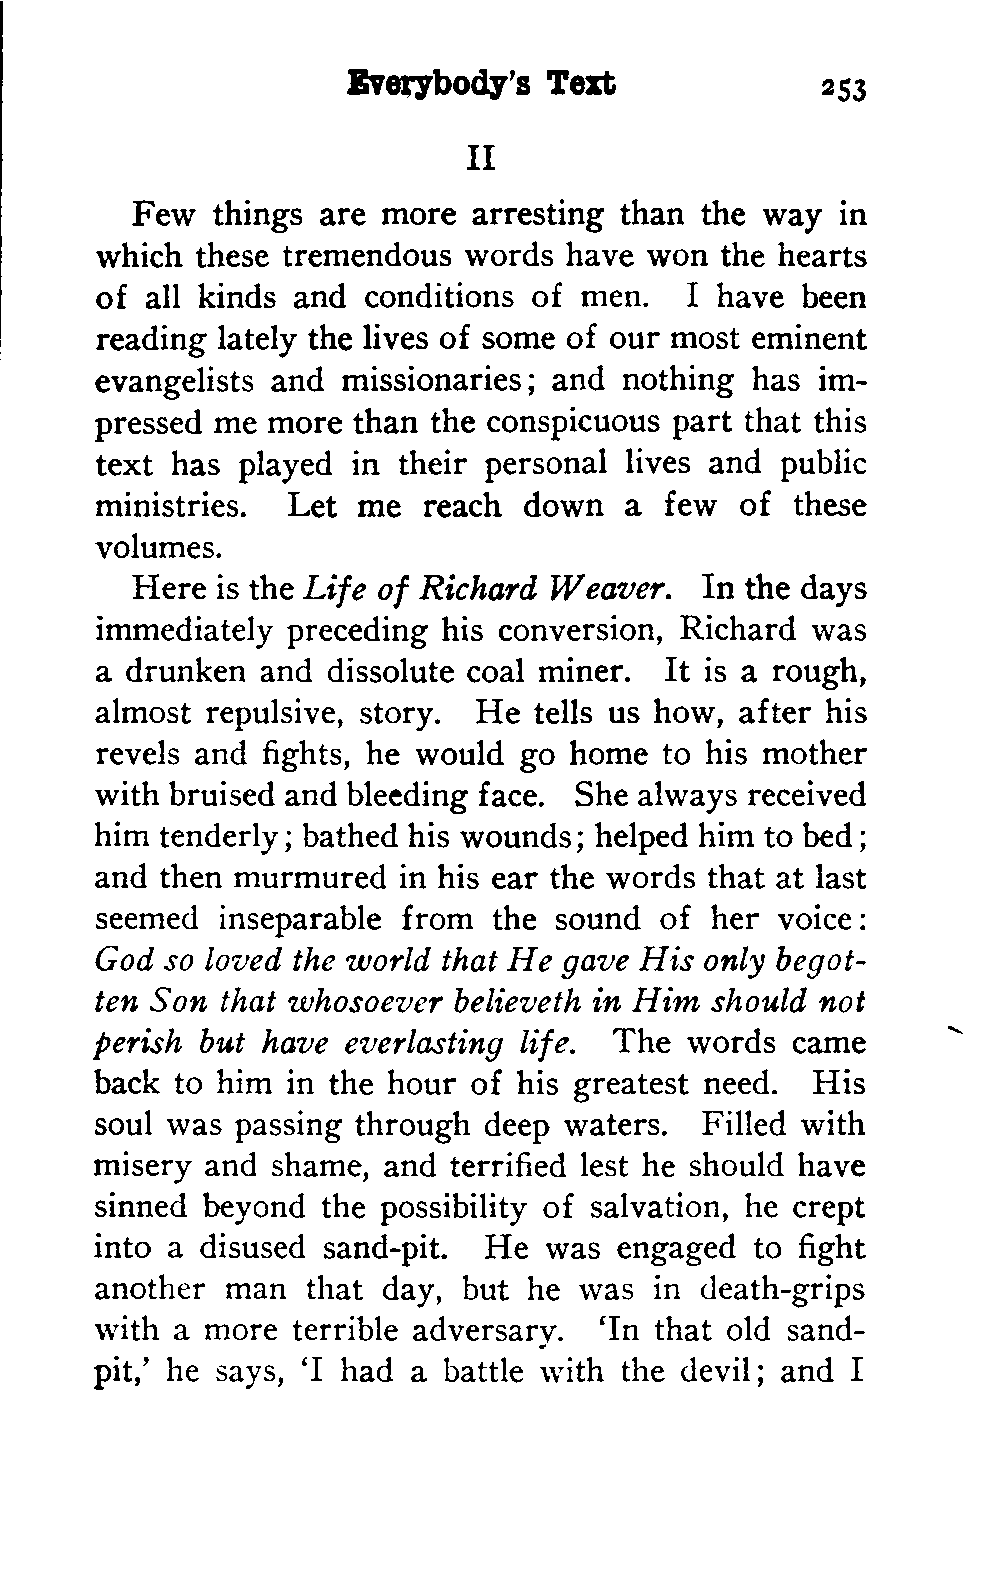 Everybody's Text 253
II
Few things are more arresting than the way in
which these tremendous words have won the hearts
of all kinds and conditions of men. I have been
reading lately the lives of some of our most eminent
evangelists and missionaries; and nothing has im-
pressed me more than the conspicuous part that this
text has played in their personal lives and public
ministries. Let me reach down a few of these
volumes.
Here is the Life of Richard Weaver. In the days
immediately preceding his conversion, Richard was
a drunken and dissolute coal miner. It is a rough,
almost repulsive, story. He tells us how, after his
revels and fights, he would go home to his mother
with bruised and bleeding face. She always received
him tenderly; bathed his wounds; helped him to bed;
and then murmured in his ear the words that at last
seemed inseparable from the sound of her voice:
God so loved the world that He gave His only begot-
ten Son that whosoever believeth in Him should not
perish but have everlasting life. The words came
back to him in the hour of his greatest need. His
soul was passing through deep waters. Filled with
misery and shame, and terrified lest he should have
sinned beyond the possibility of salvation, he crept
into a disused sand-pit. He was engaged to fight
another man that day, but he was in death-grips
with a more terrible adversary. 'In that old sand-
pit,' he says, 'I had a battle with the devil; and I